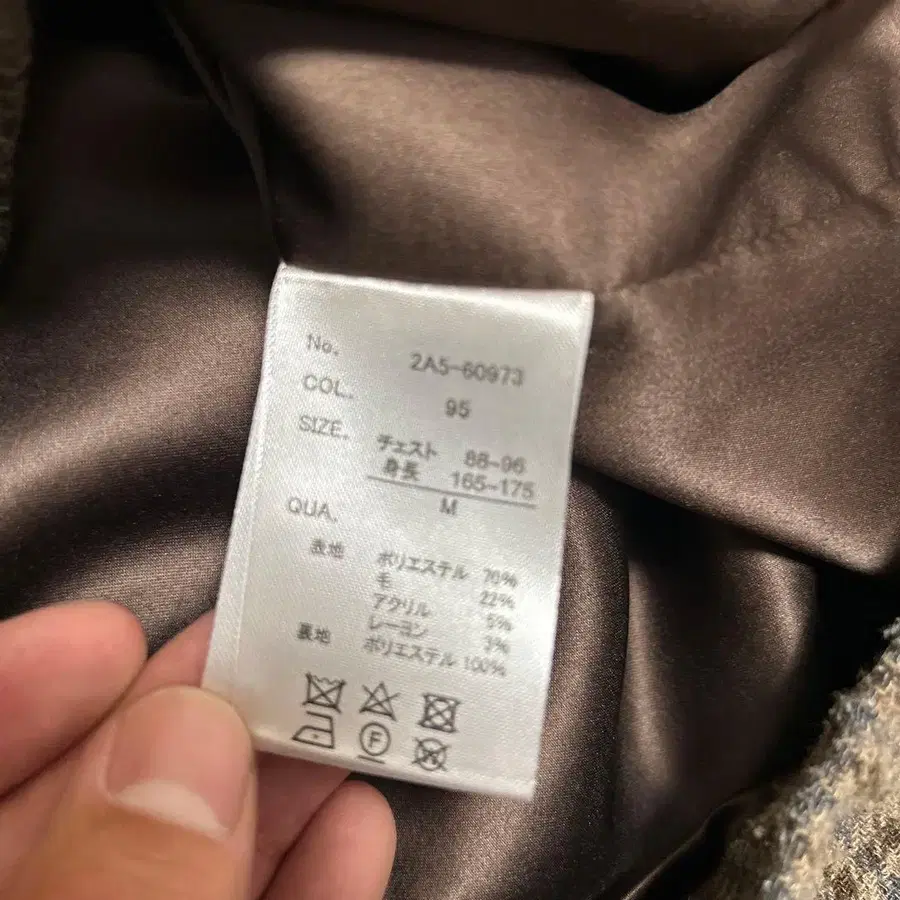 No. 2A5-60973
COL. 95
SIZE. チェスト 88-96
身長 165-175
M
QUA.
表地 ポリエステル 70%
毛 22%
アクリル 5%
レーヨン 3%
裏地 ポリエステル 100%
F